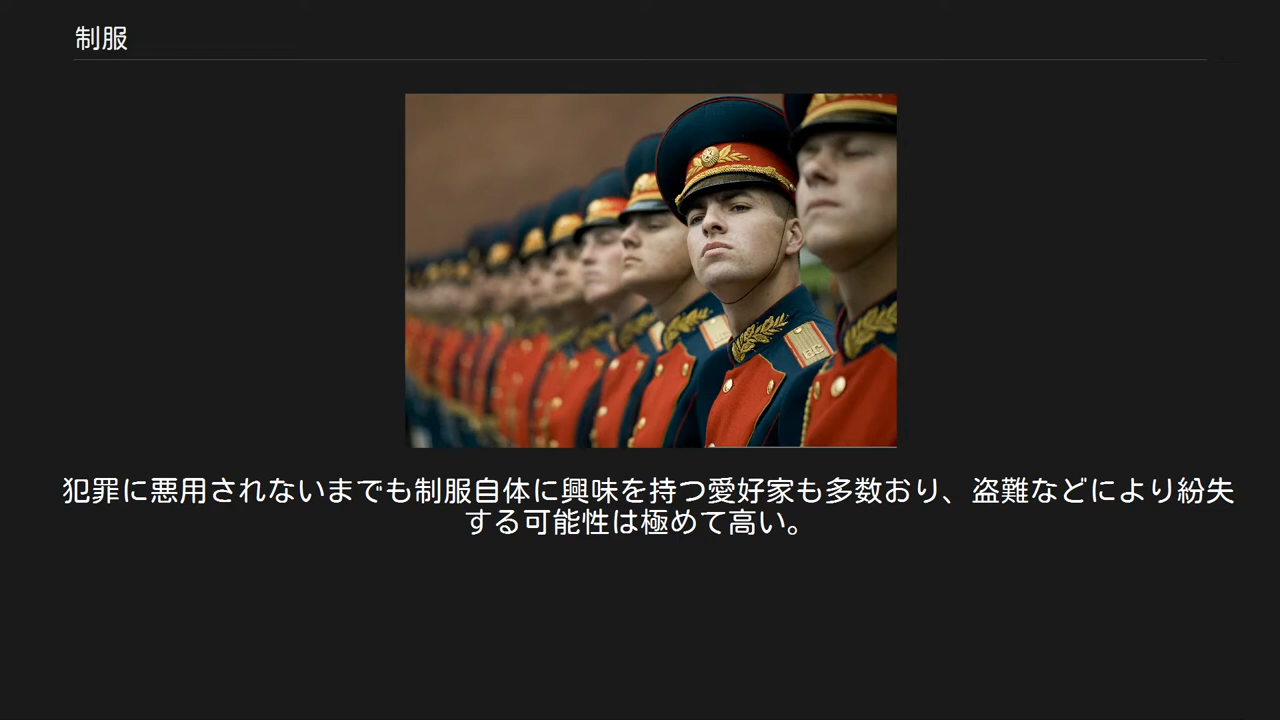 制服
ВС
犯罪に悪用されないまでも制服自体に興味を持つ愛好家も多数おり、盗難などにより紛失
する可能性は極めて高い。